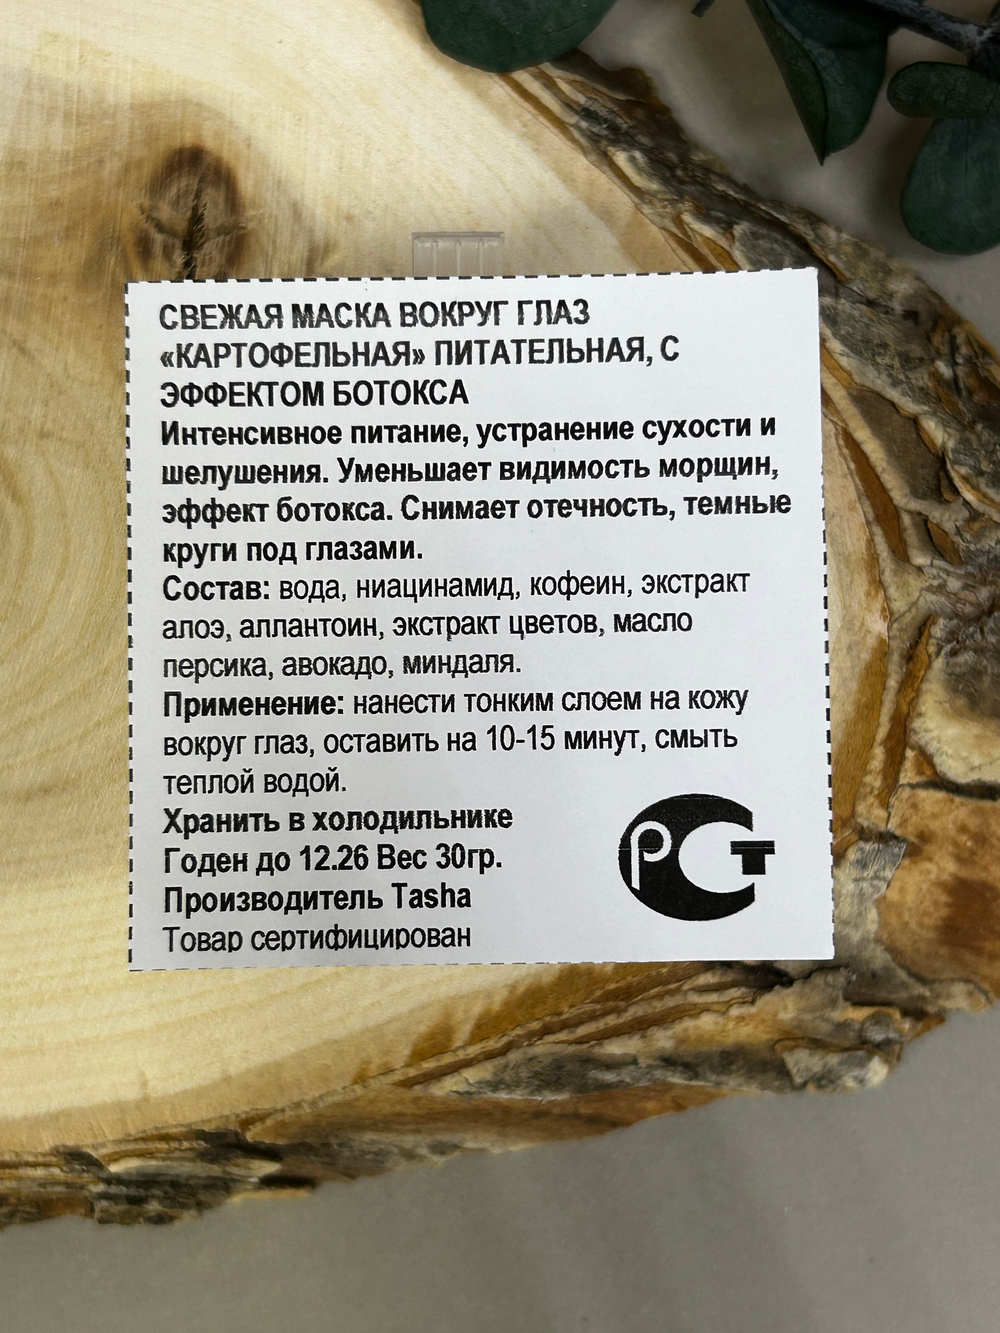 СВЕЖАЯ МАСКА ВОКРУГ ГЛАЗ
«КАРТОФЕЛЬНАЯ» ПИТАТЕЛЬНАЯ, С
ЭФФЕКТОМ БОТОКСА
Интенсивное питание, устранение сухости и
шелушения. Уменьшает видимость морщин,
эффект ботокса. Снимает отечность, темные
круги под глазами.
Состав: вода, ниацинамид, кофеин, экстракт
алоэ, аллантоин, экстракт цветов, масло
персика, авокадо, миндаля.
Применение: нанести тонким слоем на кожу
вокруг глаз, оставить на 10-15 минут, смыть
теплой водой.
Хранить в холодильнике
Годен до 12.26 Вес 30гр.
Производитель Tasha
Товар сертифицирован
РСТ